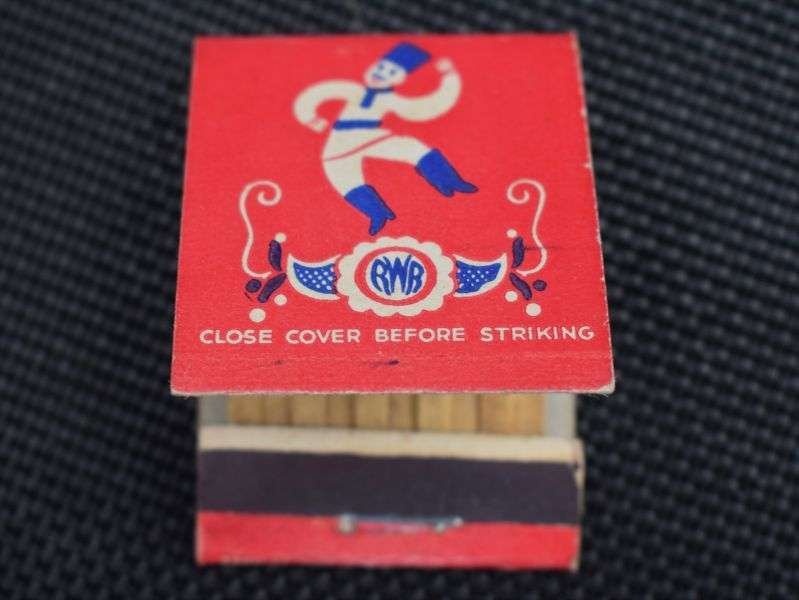 RWR
CLOSE COVER BEFORE STRIKING